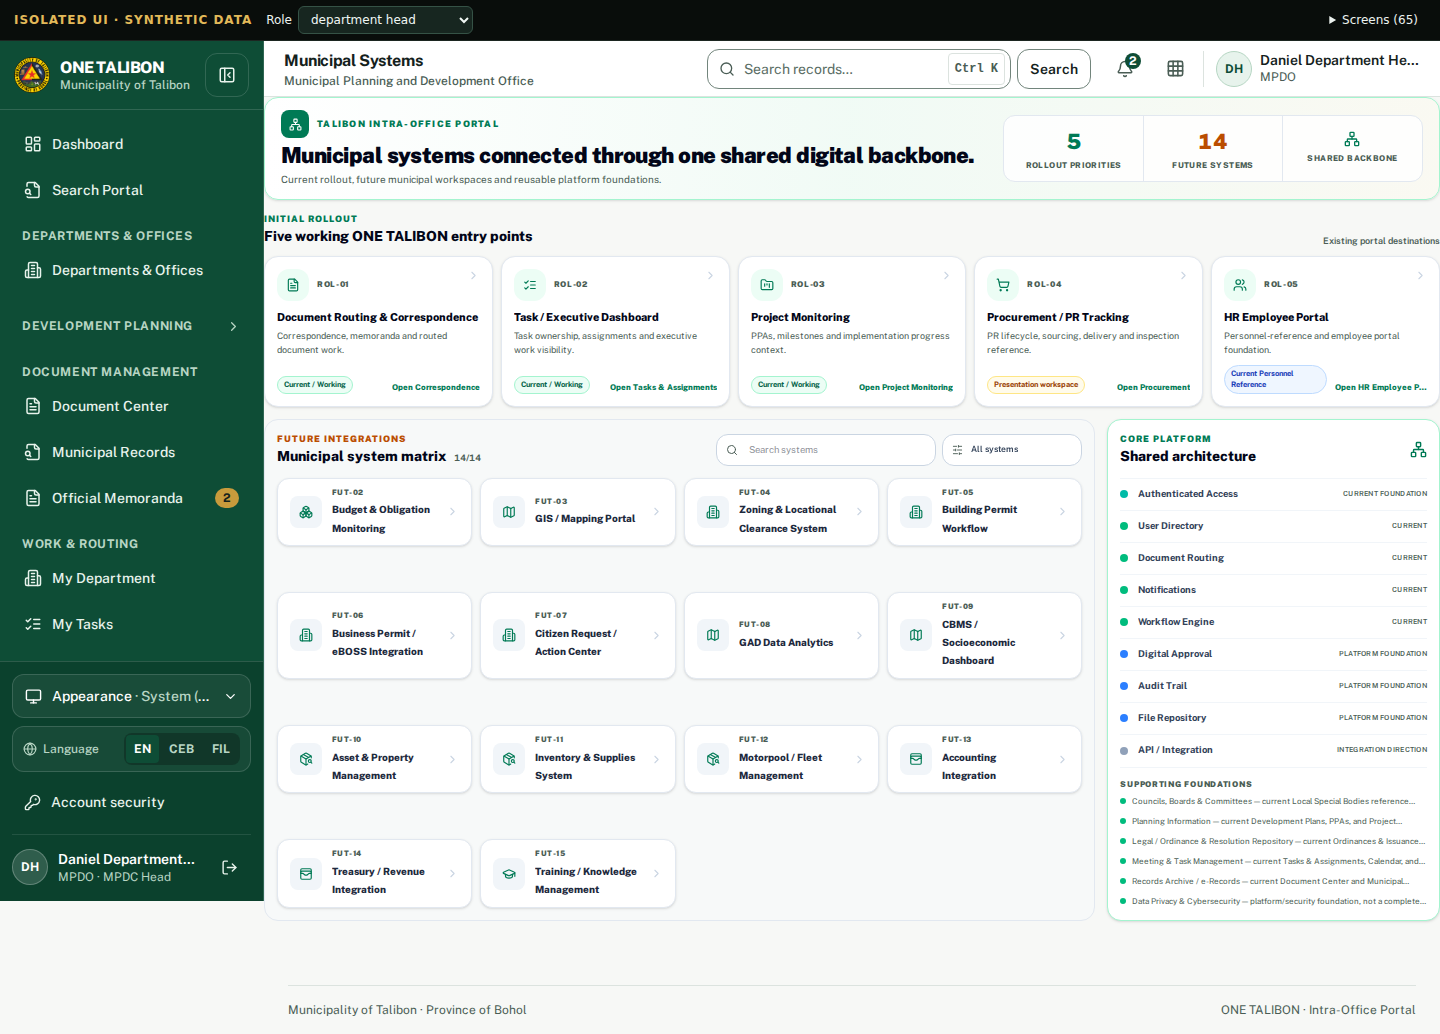 ISOLATED UI · SYNTHETIC DATA Role department head ▶ Screens (65)
ONE TALIBON
Municipality of Talibon
Dashboard
Search Portal
DEPARTMENTS & OFFICES
Departments & Offices
DEVELOPMENT PLANNING
DOCUMENT MANAGEMENT
Document Center
Municipal Records
Official Memoranda 2
WORK & ROUTING
My Department
My Tasks
Appearance · System (...
Language EN CEB FIL
Account security
DH Daniel Department...
MPDO · MPDC Head
Municipal Systems
Municipal Planning and Development Office
Search records... Ctrl K Search 2 DH Daniel Department He...
MPDO
TALIBON INTRA-OFFICE PORTAL
Municipal systems connected through one shared digital backbone.
Current rollout, future municipal workspaces and reusable platform foundations.
5
ROLLOUT PRIORITIES
14
FUTURE SYSTEMS
SHARED BACKBONE
INITIAL ROLLOUT
Five working ONE TALIBON entry points
Existing portal destinations
ROL-01
Document Routing & Correspondence
Correspondence, memoranda and routed
document work.
Current / Working Open Correspondence
ROL-02
Task / Executive Dashboard
Task ownership, assignments and executive
work visibility.
Current / Working Open Tasks & Assignments
ROL-03
Project Monitoring
PPAs, milestones and implementation progress
context.
Current / Working Open Project Monitoring
ROL-04
Procurement / PR Tracking
PR lifecycle, sourcing, delivery and inspection
reference.
Presentation workspace Open Procurement
ROL-05
HR Employee Portal
Personnel-reference and employee portal
foundation.
Current Personnel
Reference Open HR Employee P...
FUTURE INTEGRATIONS
Municipal system matrix 14/14
Search systems All systems
FUT-02
Budget & Obligation
Monitoring
FUT-03
GIS / Mapping Portal
FUT-04
Zoning & Locational
Clearance System
FUT-05
Building Permit
Workflow
FUT-06
Business Permit /
eBOSS Integration
FUT-07
Citizen Request /
Action Center
FUT-08
GAD Data Analytics
FUT-09
CBMS /
Socioeconomic
Dashboard
FUT-10
Asset & Property
Management
FUT-11
Inventory & Supplies
System
FUT-12
Motorpool / Fleet
Management
FUT-13
Accounting
Integration
FUT-14
Treasury / Revenue
Integration
FUT-15
Training / Knowledge
Management
CORE PLATFORM
Shared architecture
Authenticated Access CURRENT FOUNDATION
User Directory CURRENT
Document Routing CURRENT
Notifications CURRENT
Workflow Engine CURRENT
Digital Approval PLATFORM FOUNDATION
Audit Trail PLATFORM FOUNDATION
File Repository PLATFORM FOUNDATION
API / Integration INTEGRATION DIRECTION
SUPPORTING FOUNDATIONS
Councils, Boards & Committees — current Local Special Bodies reference...
Planning Information — current Development Plans, PPAs, and Project...
Legal / Ordinance & Resolution Repository — current Ordinances & Issuance...
Meeting & Task Management — current Tasks & Assignments, Calendar, and...
Records Archive / e-Records — current Document Center and Municipal...
Data Privacy & Cybersecurity — platform/security foundation, not a complete...
Municipality of Talibon · Province of Bohol
ONE TALIBON · Intra-Office Portal